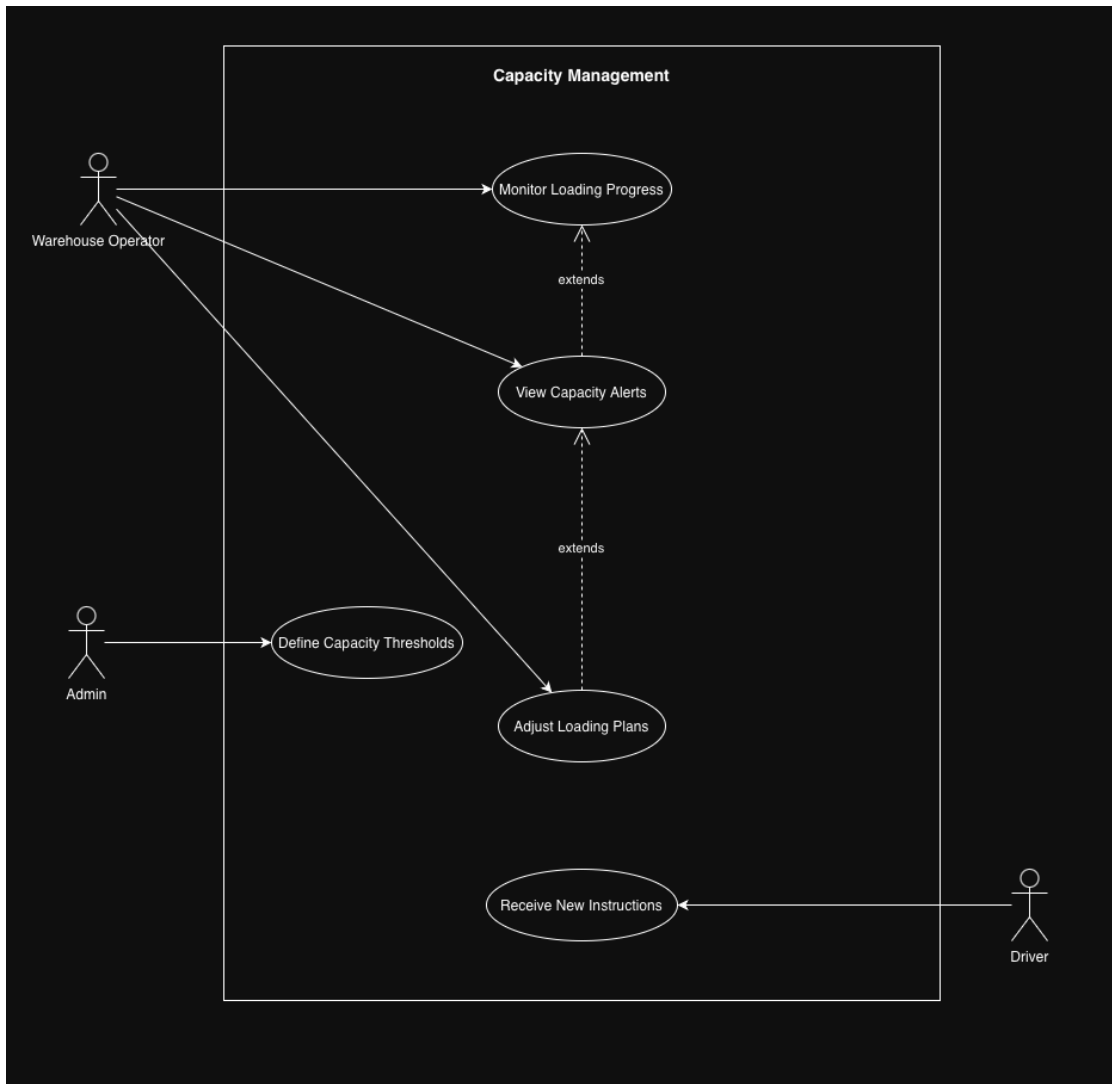 Capacity Management
Monitor Loading Progress
Warehouse Operator
extends
View Capacity Alerts
extends
Define Capacity Thresholds
Admin
Adjust Loading Plans
Receive New Instructions
Driver